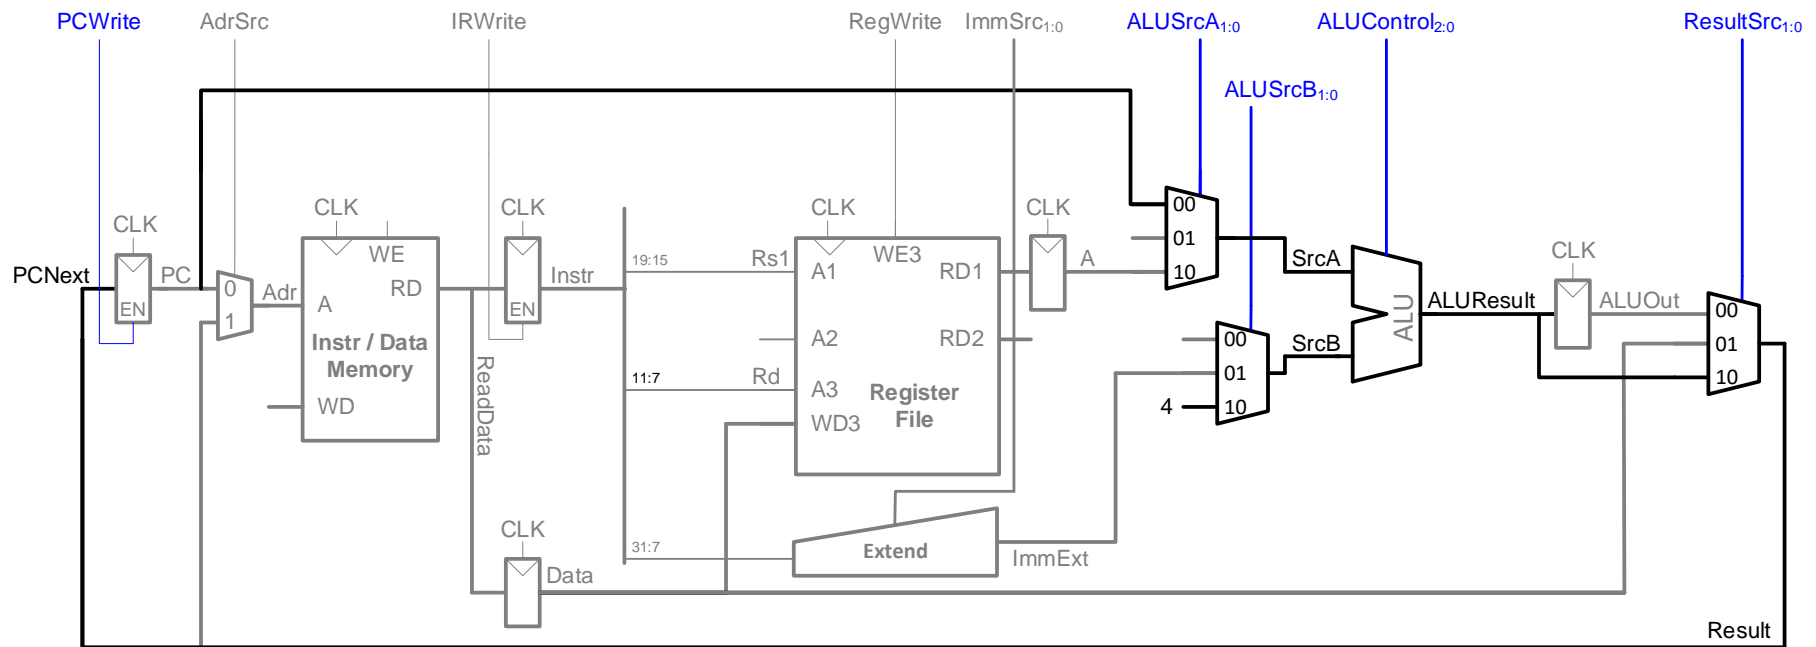 PCWrite AdrSrc IRWrite RegWrite ImmSrc1:0 ALUSrcA1:0 ALUControl2:0 ResultSrc1:0
ALUSrcB1:0
CLK CLK CLK CLK CLK
00
WE WE3
01
PCNext PC Instr 19:15 Rs1 A1 RD1 A 10 SrcA CLK
0 Adr A RD
EN EN
1
Instr / Data
Memory
ALUResult ALUOut 00
ALU
A2 RD2 00 SrcB 01
ReadData
11:7 Rd A3 01 10
Register
File
WD WD3 4 10
CLK
31:7 Extend ImmExt
Data
Result